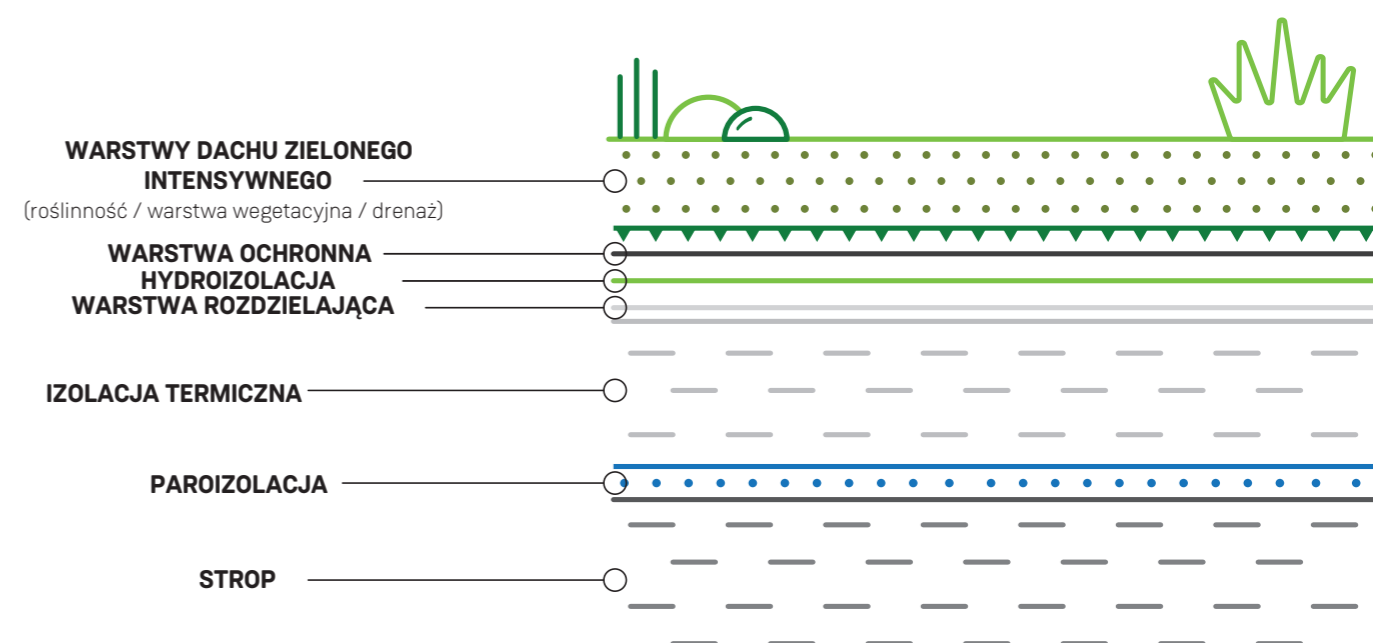 WARSTWY DACHU ZIELONEGO
INTENSYWNEGO
(roślinność / warstwa wegetacyjna / drenaż)
WARSTWA OCHRONNA
HYDROIZOLACJA
WARSTWA ROZDZIELAJĄCA
IZOLACJA TERMICZNA
PAROIZOLACJA
STROP